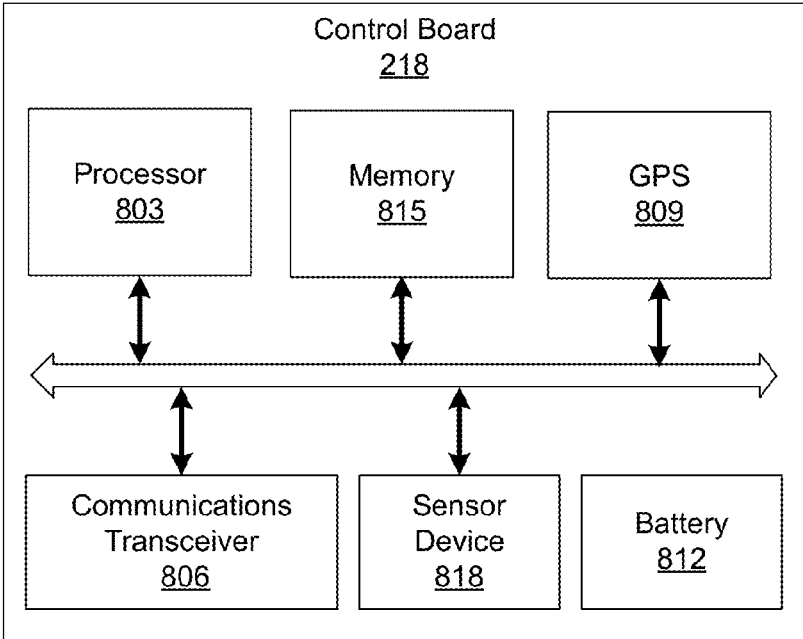 Control Board
218
Processor
803
Memory
815
GPS
809
Communications
Transceiver
806
Sensor
Device
818
Battery
812